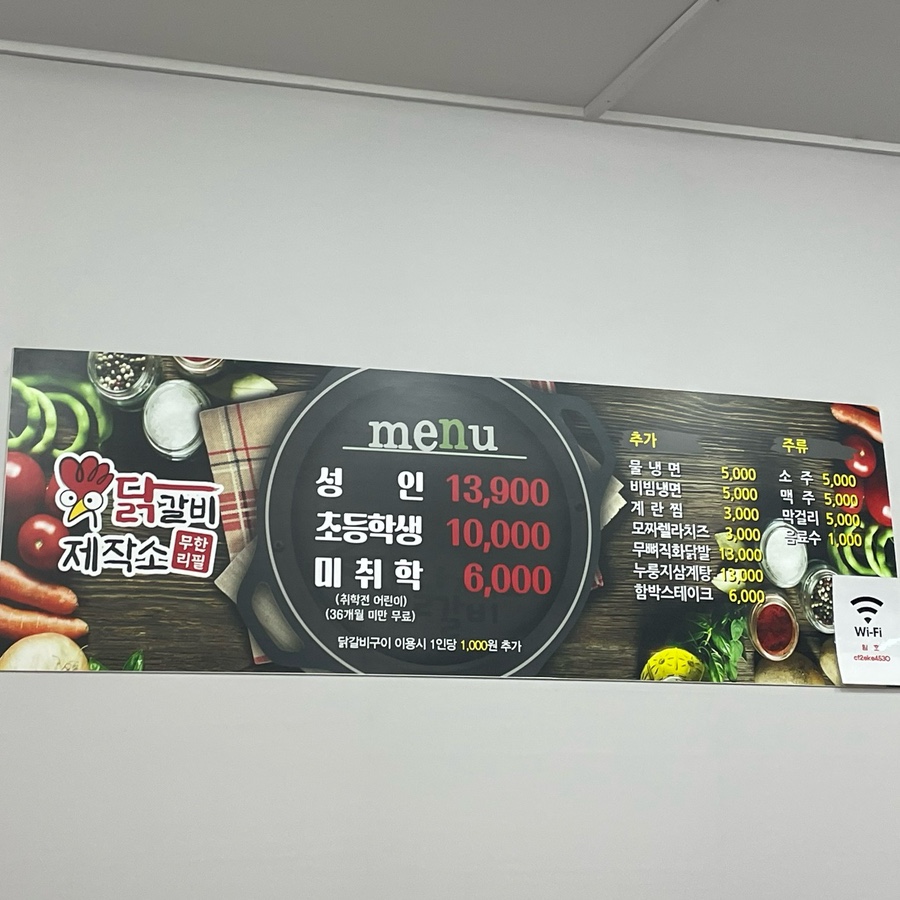 닭갈비
제작소
무한
리필
menu
성 인 13,900
초등학생 10,000
미 취 학 6,000
(취학전 어린이)
(36개월 미만 무료)
닭갈비구이 이용시 1인당 1,000원 추가
추가
물 냉 면 5,000
비빔냉면 5,000
계 란 찜 3,000
모짜렐라치즈 3,000
무뼈직화닭발 13,000
누룽지삼계탕 13,000
함박스테이크 6,000
주류
소 주 5,000
맥 주 5,000
막걸리 5,000
음료수 1,000
Wi-Fi